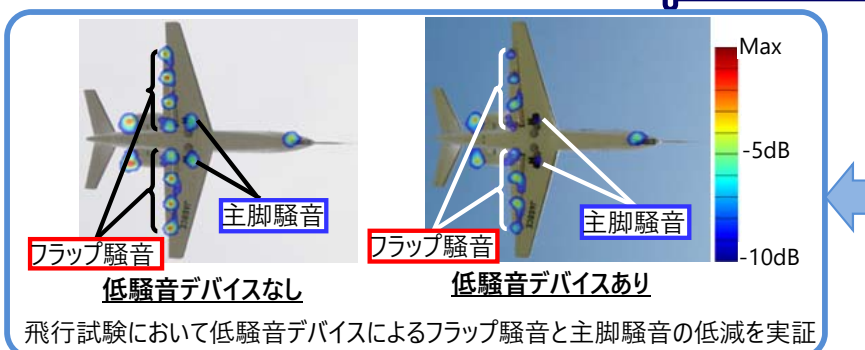 Max
-5dB
-10dB
主脚騒音
フラップ騒音
主脚騒音
フラップ騒音
低騒音デバイスなし
低騒音デバイスあり
飛行試験において低騒音デバイスによるフラップ騒音と主脚騒音の低減を実証